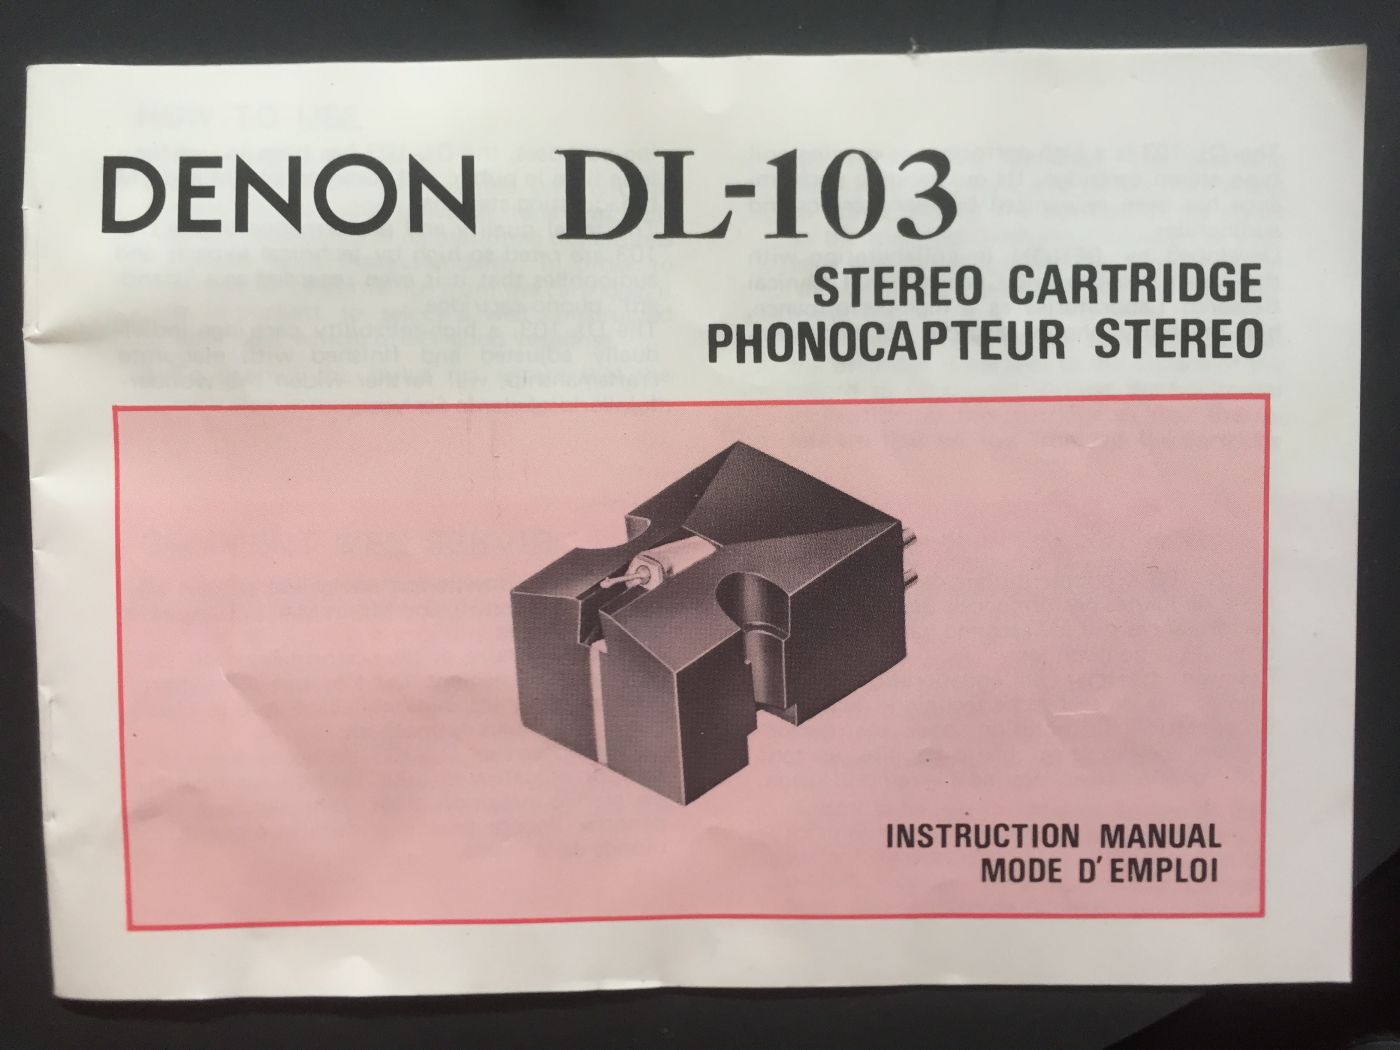 DENON DL-103
STEREO CARTRIDGE
PHONOCAPTEUR STEREO
INSTRUCTION MANUAL
MODE D'EMPLOI